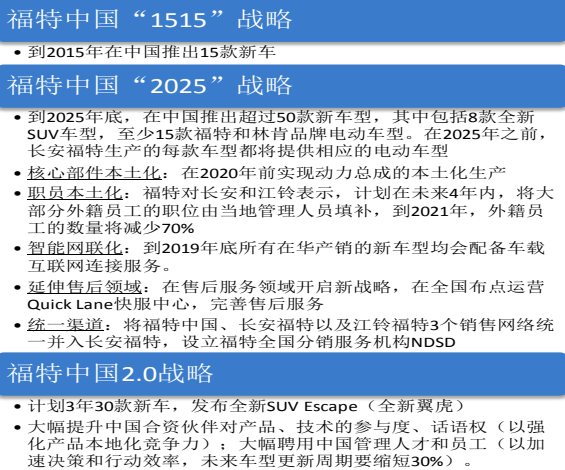 福特中国“1515”战略
• 到2015年在中国推出15款新车
福特中国“2025”战略
• 到2025年底，在中国推出超过50款新车型，其中包括8款全新
SUV车型，至少15款福特和林肯品牌电动车型。在2025年之前，
长安福特生产的每款车型都将提供相应的电动车型
• 核心部件本土化：在2020年前实现动力总成的本土化生产
• 职员本土化：福特对长安和江铃表示，计划在未来4年内，将大
部分外籍员工的职位由当地管理人员填补，到2021年，外籍员
工的数量将减少70%
• 智能网联化：到2019年底所有在华产销的新车型均会配备车载
互联网连接服务。
• 延伸售后领域：在售后服务领域开启新战略，在全国布点运营
Quick Lane快服中心，完善售后服务
• 统一渠道：将福特中国、长安福特以及江铃福特3个销售网络统
一并入长安福特，设立福特全国分销服务机构NDSD
福特中国2.0战略
• 计划3年30款新车，发布全新SUV Escape（全新翼虎）
• 大幅提升中国合资伙伴对产品、技术的参与度、话语权（以强
化产品本地化竞争力）；大幅聘用中国管理人才和员工（以加
速决策和行动效率，未来车型更新周期要缩短30%）。